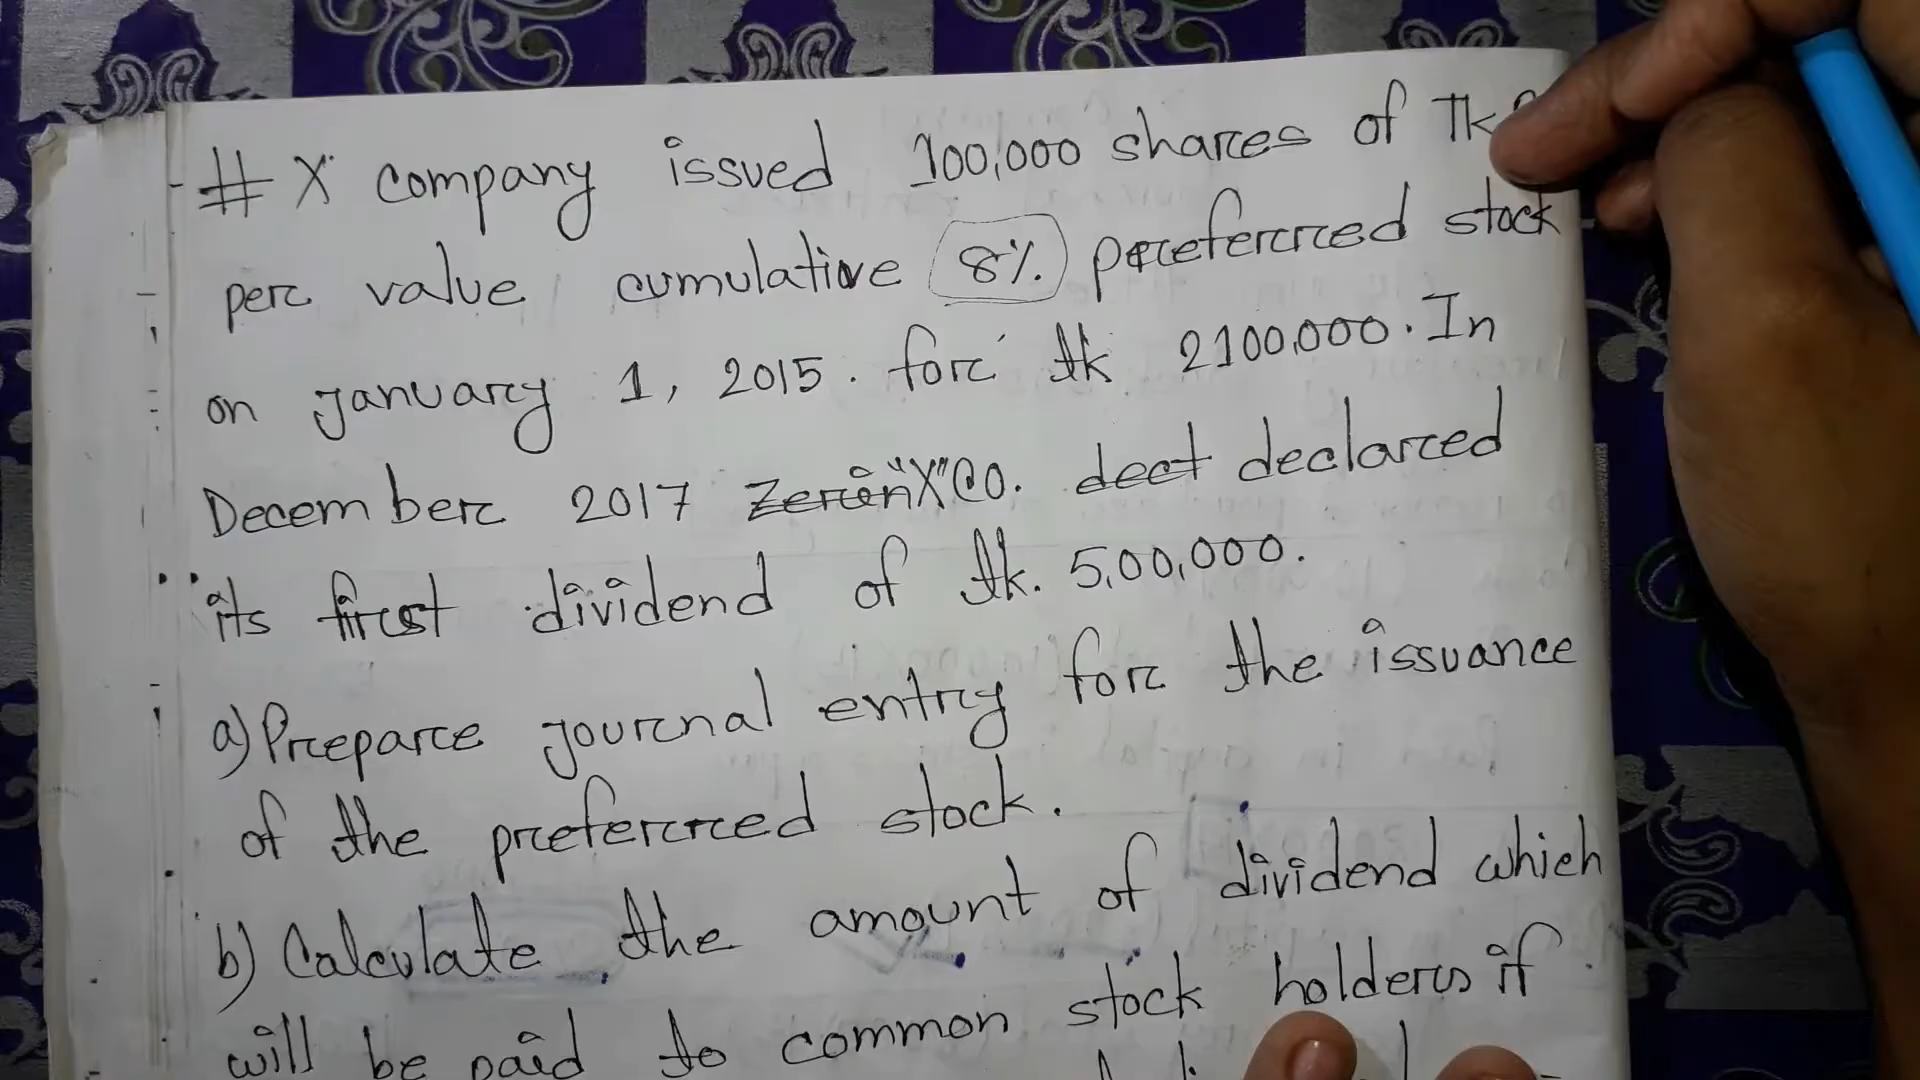 # X company issued 100,000 shares of Tk
per value cumulative 8% preferred stock
on january 1, 2015. for tk 2100,000. In
December 2017 Zeron "X" Co. dect declared
its first dividend of tk. 5,00,000.
a) Prepare journal entry for the issuance
of the preferred stock.
b) Calculate the amount of dividend which
will be paid to common stock holders if